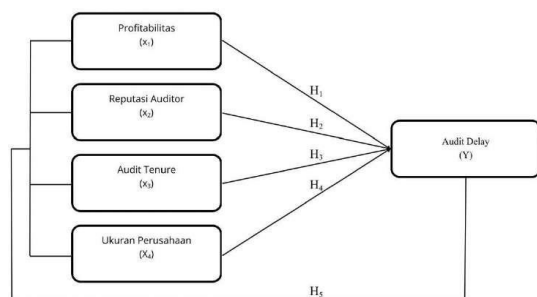 Profitabilitas
(x₁)
H₁
Reputasi Auditor
(x₂)
H₂
Audit Delay
(Y)
H₃
Audit Tenure
(x₃)
H₄
Ukuran Perusahaan
(X₄)
H₅